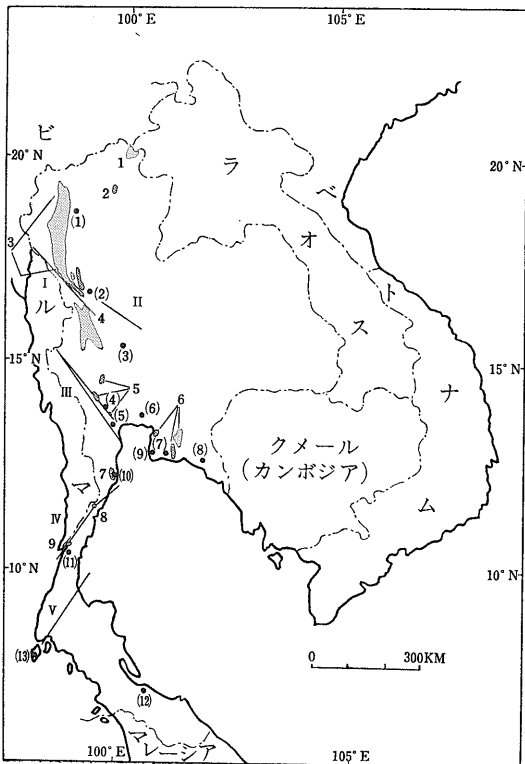 100°E 105°E
ビルマ
ラオス
ベトナム
20°N 20°N
1
2
(1)
3
I
(2)
II
4
(3)
15°N 15°N
III
5
(4)
(5)
(6)
6
(7)
(8)
(9)
クメール
(カンボジア)
7
(10)
IV
8
9
(11)
10°N 10°N
V
0 300KM
(13)
(12)
マレーシア
100°E 105°E